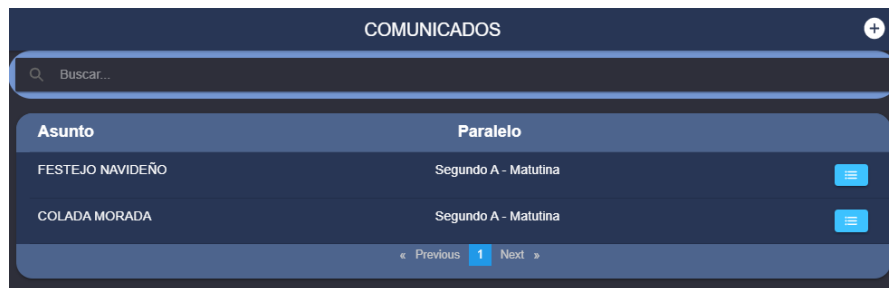 COMUNICADOS
Buscar...
Asunto Paralelo
FESTEJO NAVIDEÑO Segundo A - Matutina
COLADA MORADA Segundo A - Matutina
« Previous 1 Next »